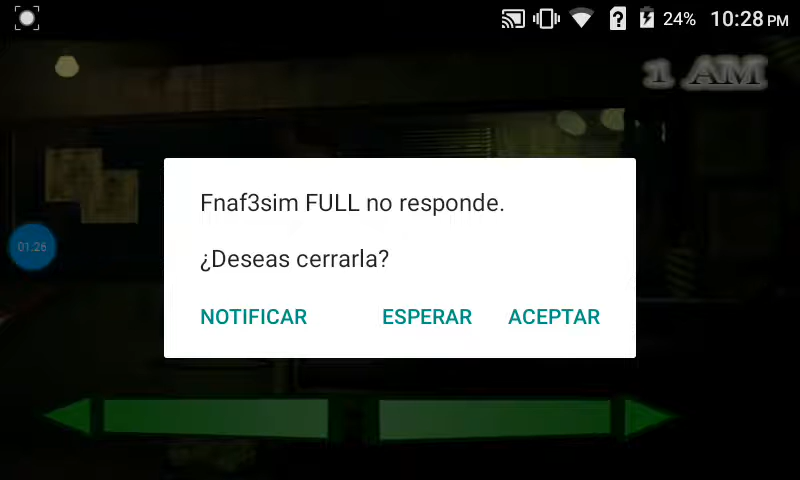 24% 10:28 PM
1 AM
Fnaf3sim FULL no responde.
01:26
¿Deseas cerrarla?
NOTIFICAR ESPERAR ACEPTAR